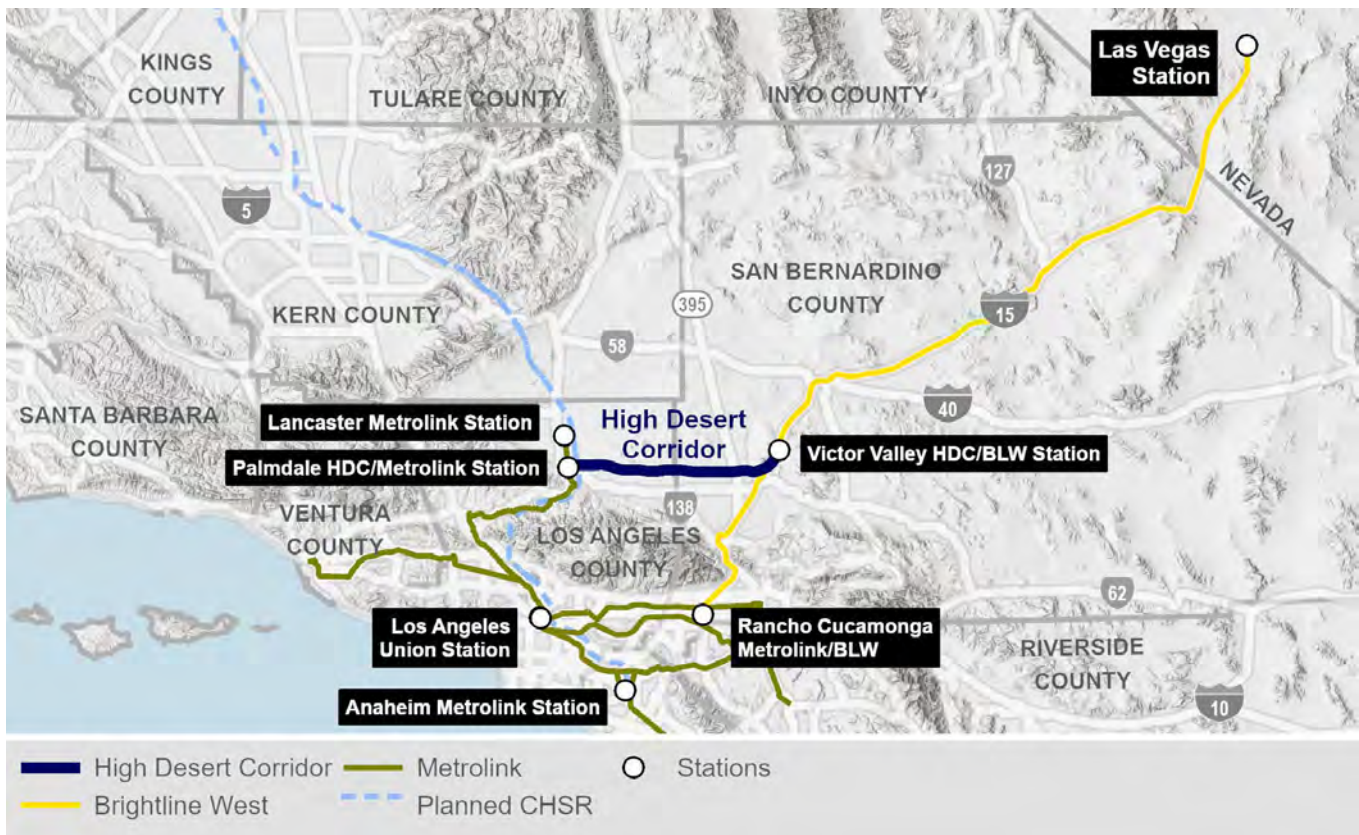 KINGS
COUNTY
TULARE COUNTY
INYO COUNTY
Las Vegas
Station
127
NEVADA
5
SAN BERNARDINO
COUNTY
395
15
KERN COUNTY
58
SANTA BARBARA
COUNTY
40
Lancaster Metrolink Station
High Desert
Corridor
Palmdale HDC/Metrolink Station
Victor Valley HDC/BLW Station
138
VENTURA
COUNTY
LOS ANGELES
COUNTY
62
Los Angeles
Union Station
Rancho Cucamonga
Metrolink/BLW
RIVERSIDE
COUNTY
Anaheim Metrolink Station
10
High Desert Corridor
Metrolink
Stations
Brightline West
Planned CHSR